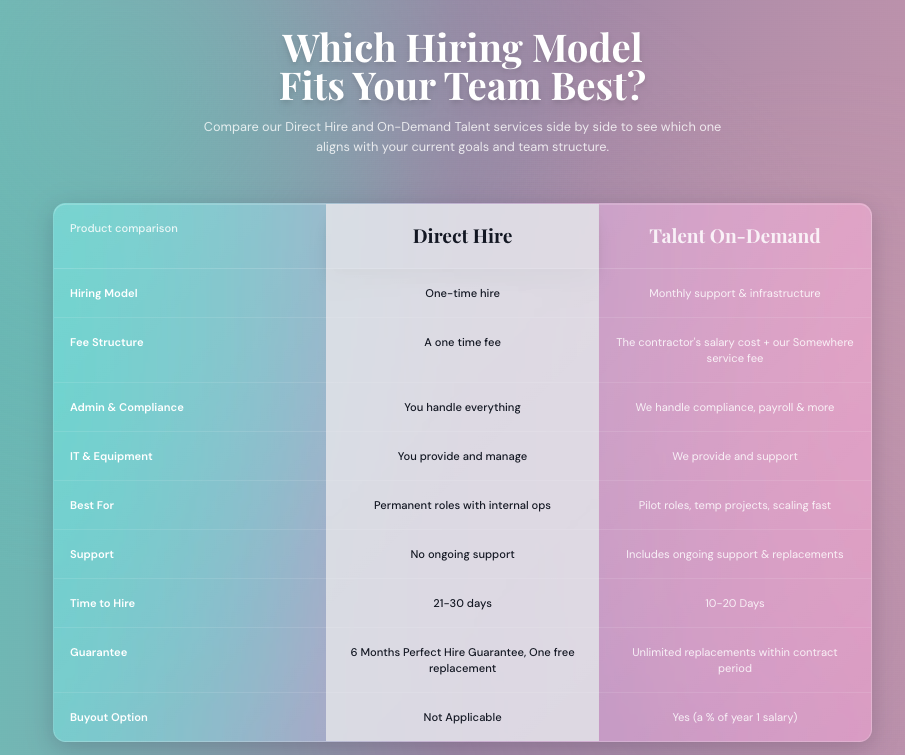 Which Hiring Model
Fits Your Team Best?
Compare our Direct Hire and On-Demand Talent services side by side to see which one
aligns with your current goals and team structure.
Product comparison
Direct Hire
Talent On-Demand
Hiring Model
One-time hire
Monthly support & infrastructure
Fee Structure
A one time fee
The contractor's salary cost + our Somewhere
service fee
Admin & Compliance
You handle everything
We handle compliance, payroll & more
IT & Equipment
You provide and manage
We provide and support
Best For
Permanent roles with internal ops
Pilot roles, temp projects, scaling fast
Support
No ongoing support
Includes ongoing support & replacements
Time to Hire
21-30 days
10-20 Days
Guarantee
6 Months Perfect Hire Guarantee, One free
replacement
Unlimited replacements within contract
period
Buyout Option
Not Applicable
Yes (a % of year 1 salary)